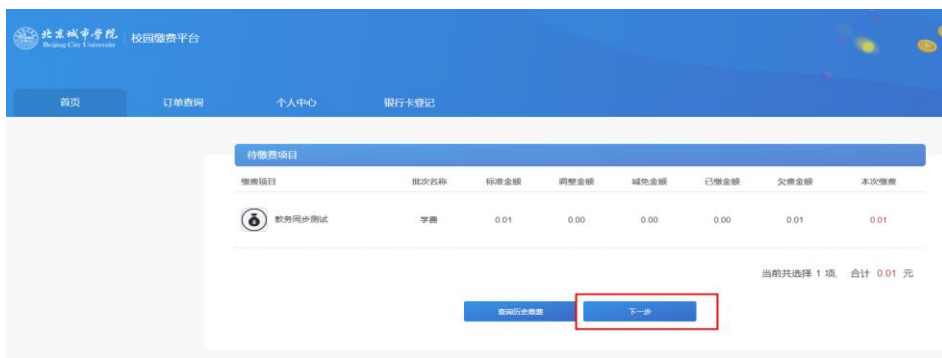 北京城市学院 校园缴费平台
Beijing City University
首页 订单查询 个人中心 银行卡登记
待缴费项目
缴费项目 批次名称 标准金额 调整金额 减免金额 已缴金额 欠费金额 本次缴费
教务同步测试 学费 0.01 0.00 0.00 0.00 0.01 0.01
当前共选择 1 项, 合计 0.01 元
查询历史缴费 下一步